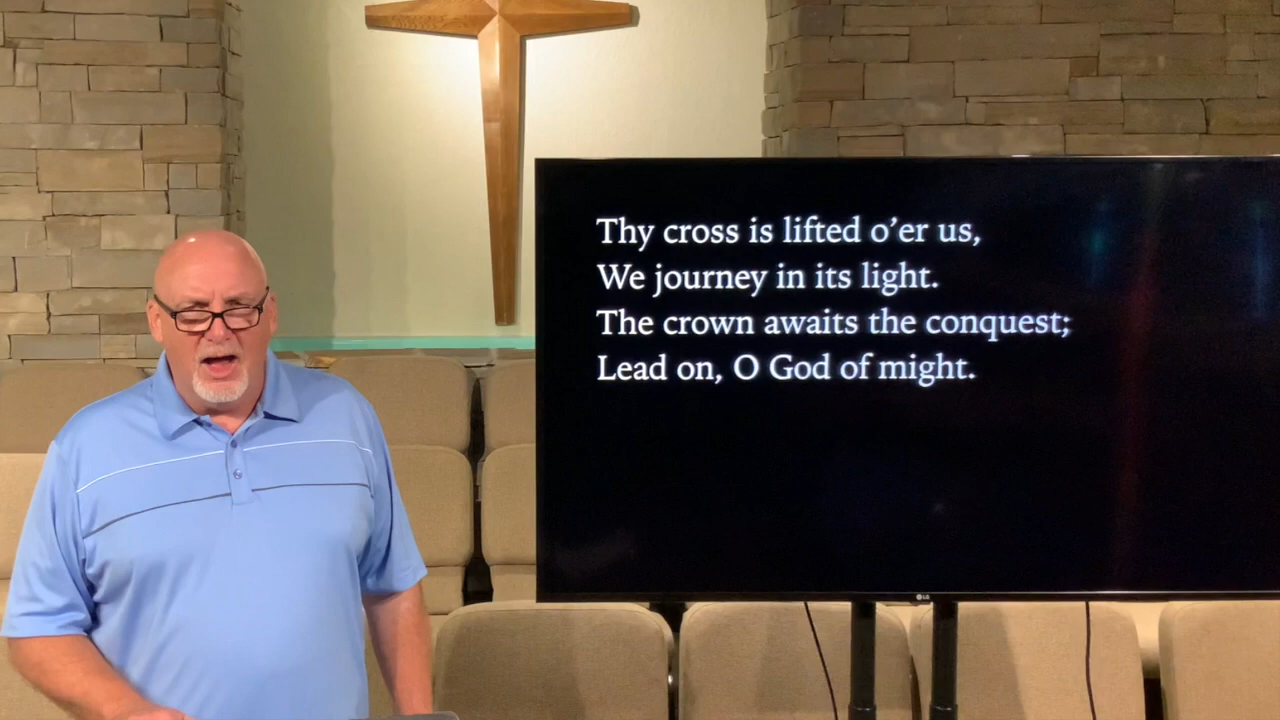 Thy cross is lifted o’er us,
We journey in its light.
The crown awaits the conquest;
Lead on, O God of might.
LG